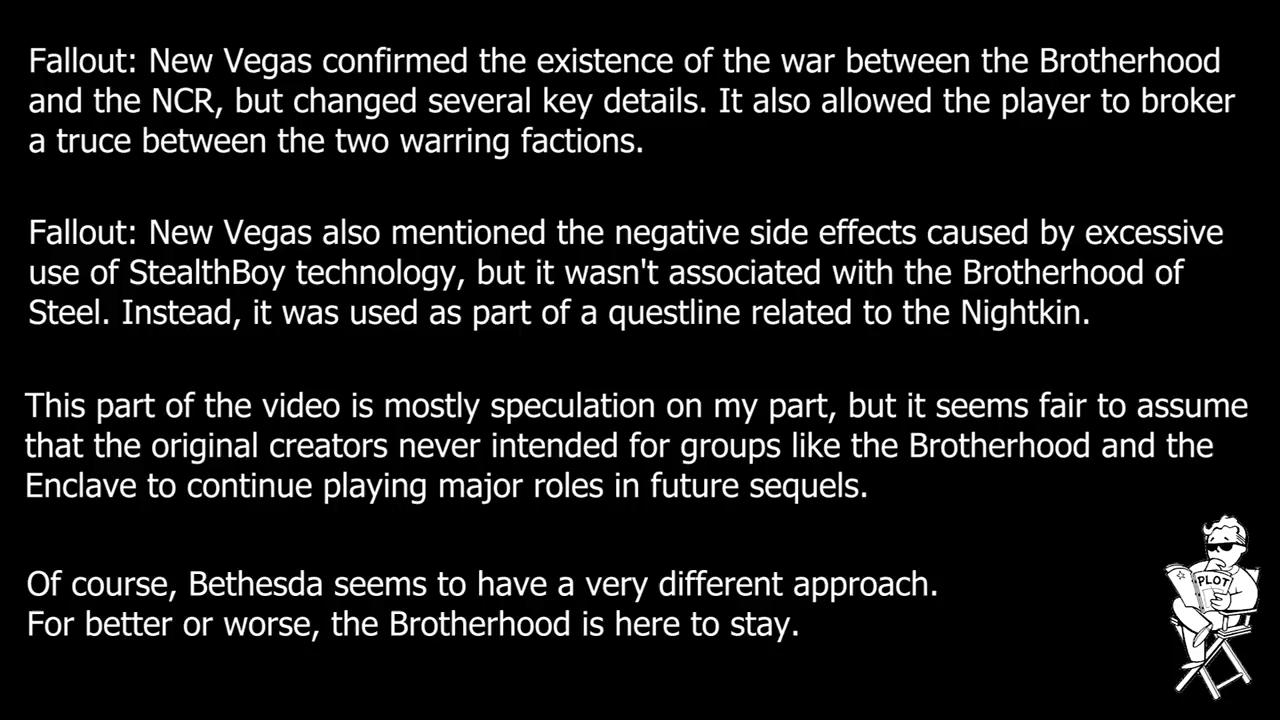 Fallout: New Vegas confirmed the existence of the war between the Brotherhood
and the NCR, but changed several key details. It also allowed the player to broker
a truce between the two warring factions.
Fallout: New Vegas also mentioned the negative side effects caused by excessive
use of StealthBoy technology, but it wasn't associated with the Brotherhood of
Steel. Instead, it was used as part of a questline related to the Nightkin.
This part of the video is mostly speculation on my part, but it seems fair to assume
that the original creators never intended for groups like the Brotherhood and the
Enclave to continue playing major roles in future sequels.
Of course, Bethesda seems to have a very different approach.
For better or worse, the Brotherhood is here to stay.
PLOT